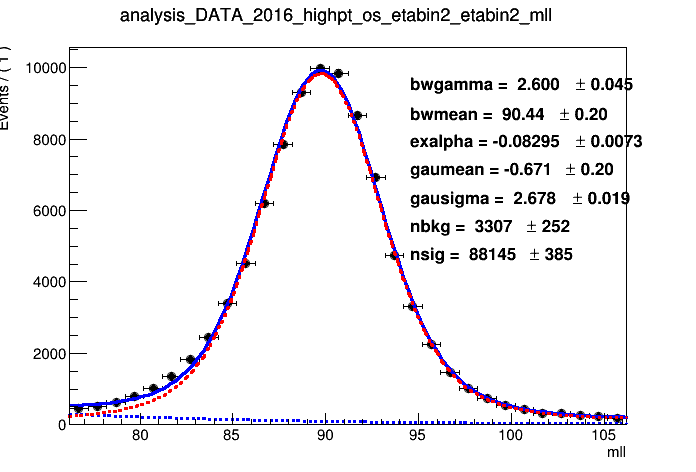 analysis_DATA_2016_highpt_os_etabin2_etabin2_mll
Events / ( 1 )
10000
8000
6000
4000
2000
0
bwgamma = 2.600 ± 0.045
bwmean = 90.44 ± 0.20
exalpha = -0.08295 ± 0.0073
gaumean = -0.671 ± 0.20
gausigma = 2.678 ± 0.019
nbkg = 3307 ± 252
nsig = 88145 ± 385
80 85 90 95 100 105
mll